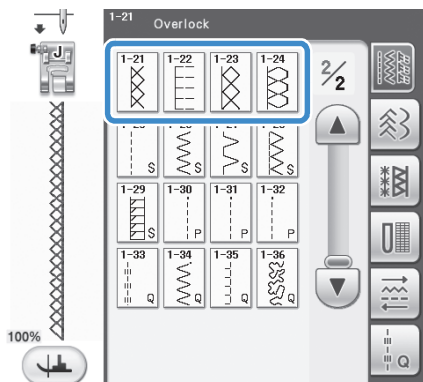 1-21
Overlock
J
1-21 1-22 1-23 1-24
2/2
S S S S
1-29 1-30 1-31 1-32
S P P P
1-33 1-34 1-35 1-36
Q Q Q Q
100%
Q